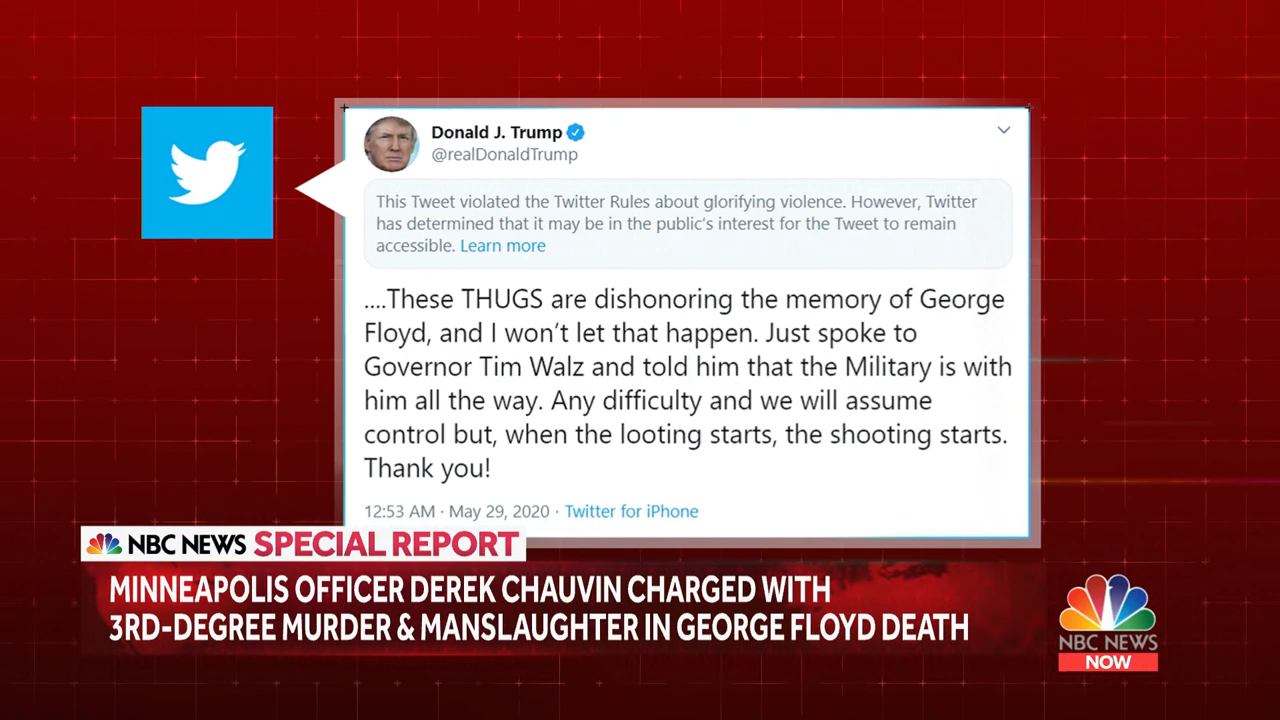 Donald J. Trump
@realDonaldTrump
This Tweet violated the Twitter Rules about glorifying violence. However, Twitter
has determined that it may be in the public's interest for the Tweet to remain
accessible. Learn more
....These THUGS are dishonoring the memory of George
Floyd, and I won't let that happen. Just spoke to
Governor Tim Walz and told him that the Military is with
him all the way. Any difficulty and we will assume
control but, when the looting starts, the shooting starts.
Thank you!
12:53 AM · May 29, 2020 · Twitter for iPhone
NBC NEWS SPECIAL REPORT
MINNEAPOLIS OFFICER DEREK CHAUVIN CHARGED WITH
3RD-DEGREE MURDER & MANSLAUGHTER IN GEORGE FLOYD DEATH
NBC NEWS
NOW